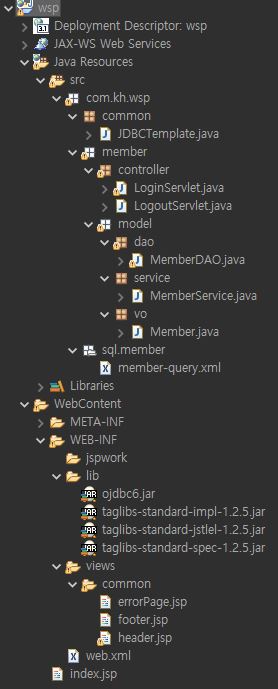 wsp
Deployment Descriptor: wsp
JAX-WS Web Services
Java Resources
src
com.kh.wsp
common
JDBCTemplate.java
member
controller
LoginServlet.java
LogoutServlet.java
model
dao
MemberDAO.java
service
MemberService.java
vo
Member.java
sql.member
member-query.xml
Libraries
WebContent
META-INF
WEB-INF
jspwork
lib
ojdbc6.jar
taglibs-standard-impl-1.2.5.jar
taglibs-standard-jstlel-1.2.5.jar
taglibs-standard-spec-1.2.5.jar
views
common
errorPage.jsp
footer.jsp
header.jsp
web.xml
index.jsp